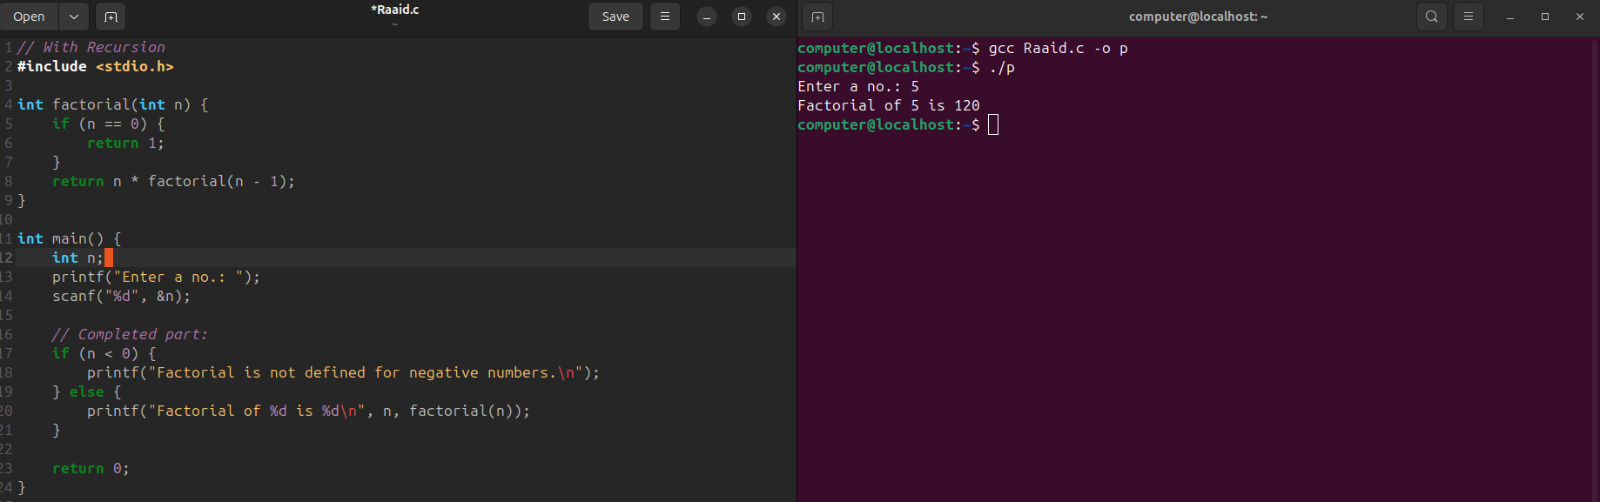 Open
*Raaid.c
~
Save
1 // With Recursion
2 #include <stdio.h>
3
4 int factorial(int n) {
5     if (n == 0) {
6         return 1;
7     }
8     return n * factorial(n - 1);
9 }
10
11 int main() {
12     int n;
13     printf("Enter a no.: ");
14     scanf("%d", &n);
15
16     // Completed part:
17     if (n < 0) {
18         printf("Factorial is not defined for negative numbers.\n");
19     } else {
20         printf("Factorial of %d is %d\n", n, factorial(n));
21     }
22
23     return 0;
24 }
computer@localhost: ~
computer@localhost:~$ gcc Raaid.c -o p
computer@localhost:~$ ./p
Enter a no.: 5
Factorial of 5 is 120
computer@localhost:~$